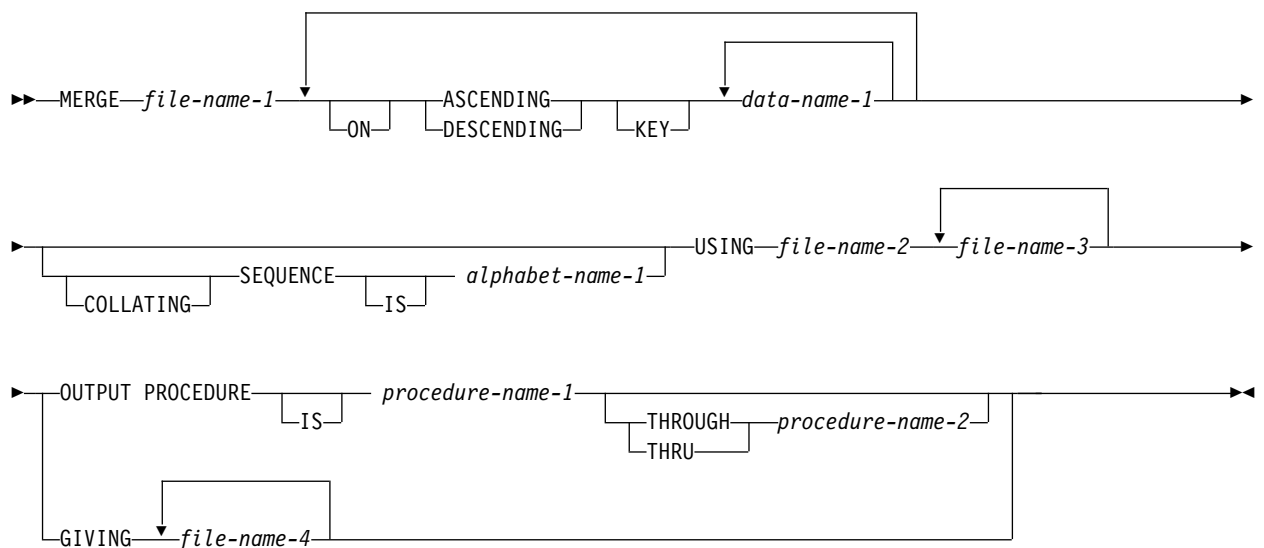 MERGE file-name-1 ASCENDING data-name-1
ON DESCENDING KEY
USING file-name-2 file-name-3
SEQUENCE alphabet-name-1
COLLATING IS
OUTPUT PROCEDURE procedure-name-1
IS THROUGH procedure-name-2
THRU
GIVING file-name-4